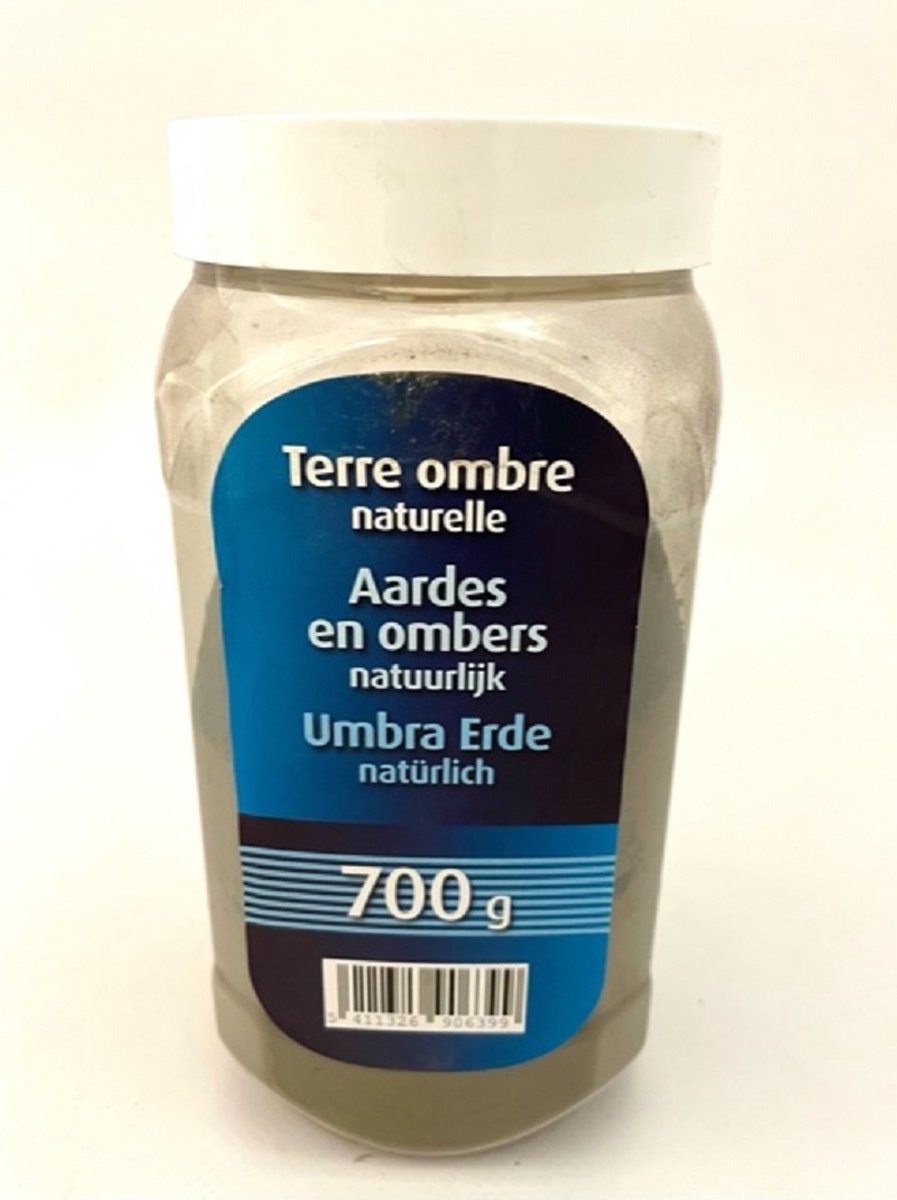 Terre ombre
naturelle
Aardes
en ombers
natuurlijk
Umbra Erde
natürlich
700 g
5 411326 906399